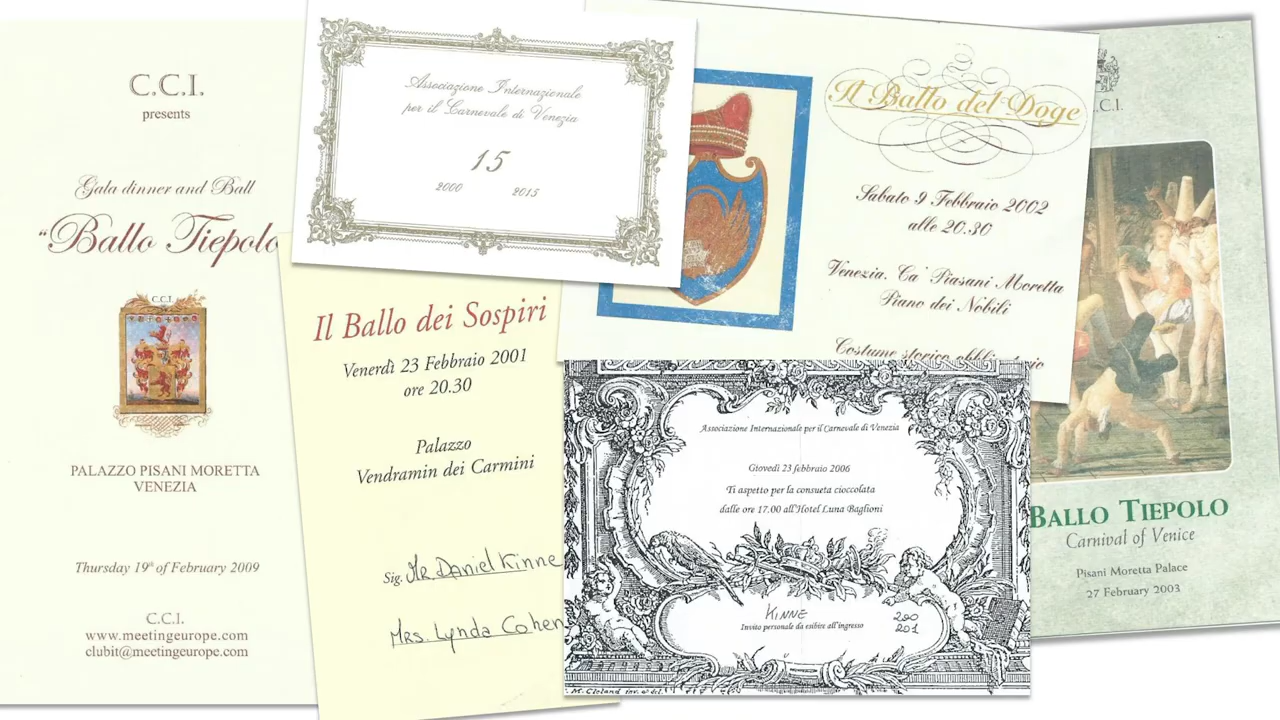 C.C.I.
presents
Gala dinner and Ball
"Ballo Tiepolo
C.C.I.
PALAZZO PISANI MORETTA
VENEZIA
Thursday 19th of February 2009
C.C.I.
www.meetingeurope.com
clubit@meetingeurope.com
Associazione Internazionale
per il Carnevale di Venezia
15
2000 2015
Il Ballo dei Sospiri
Venerdì 23 Febbraio 2001
ore 20.30
Palazzo
Vendramin dei Carmini
Sig. Mr. Daniel Kinne
Mrs. Lynda Cohen
Il Ballo del Doge
Sabato 9 Febbraio 2002
alle 20.30
Venezia. Ca' Piasani Moretta
Piano dei Nobili
Costume storico
Associazione Internazionale per il Carnevale di Venezia
Giovedì 23 febbraio 2006
Ti aspetto per la consueta cioccolata
dalle ore 17.00 all'Hotel Luna Baglioni
KINNE
200
201
Invito personale da esibire all'ingresso
M. Cleland inv. & del.
C.I.
BALLO TIEPOLO
Carnival of Venice
Pisani Moretta Palace
27 February 2003